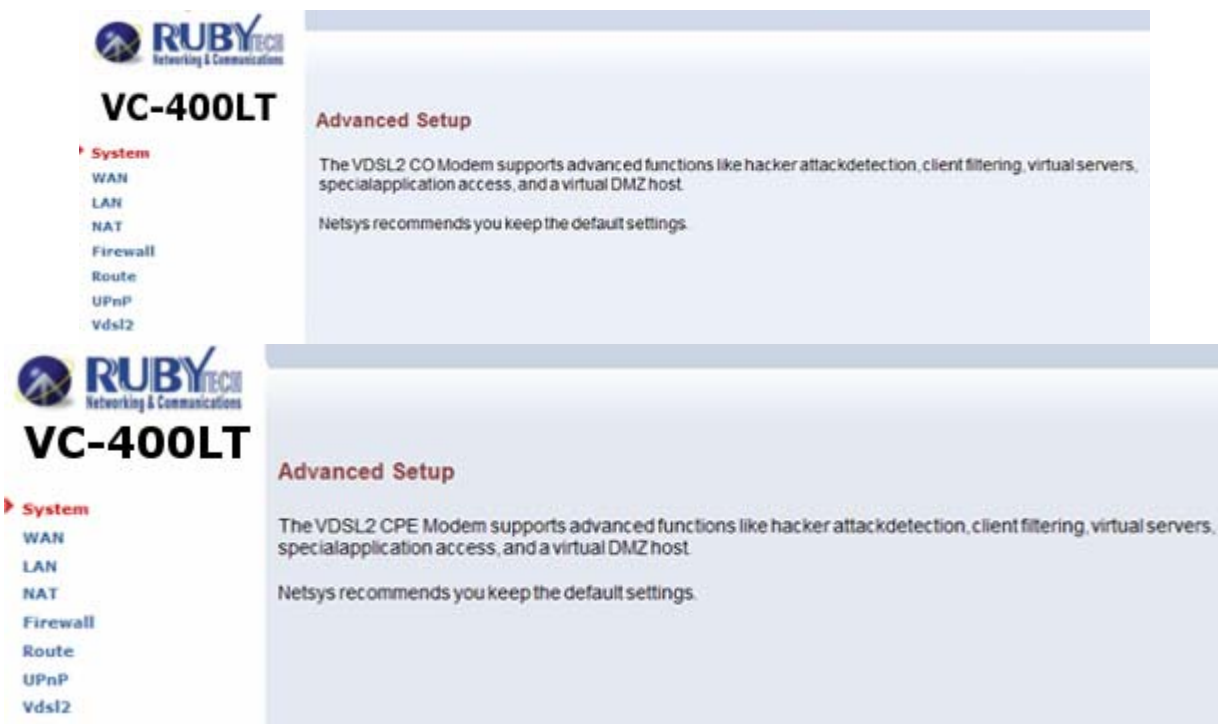 RUBYTECH
Networking & Communications
VC-400LT
System
WAN
LAN
NAT
Firewall
Route
UPnP
Vdsl2
Advanced Setup
The VDSL2 CO Modem supports advanced functions like hacker attackdetection, client filtering, virtual servers,
specialapplication access, and a virtual DMZ host.
Netsys recommends you keep the default settings.
RUBYTECH
Networking & Communications
VC-400LT
System
WAN
LAN
NAT
Firewall
Route
UPnP
Vdsl2
Advanced Setup
The VDSL2 CPE Modem supports advanced functions like hacker attackdetection, client filtering, virtual servers,
specialapplication access, and a virtual DMZ host.
Netsys recommends you keep the default settings.